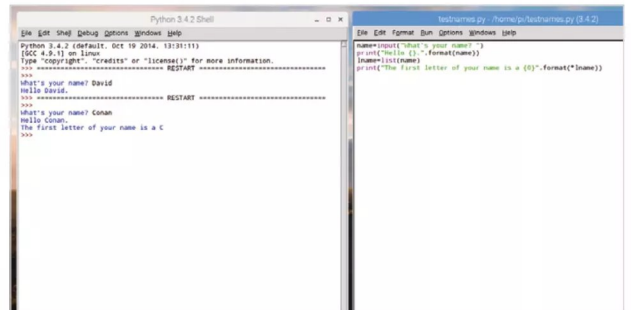 Python 3.4.2 Shell
File Edit Shell Debug Options Windows Help
Python 3.4.2 (default, Oct 19 2014, 13:31:11)
[GCC 4.9.1] on linux
Type "copyright", "credits" or "license()" for more information.
>>> ================================ RESTART ================================
>>>
What's your name? David
Hello David.
>>> ================================ RESTART ================================
>>>
What's your name? Conan
Hello Conan.
The first letter of your name is a C
>>>
testnames.py - /home/pi/testnames.py (3.4.2)
File Edit Format Run Options Windows Help
name=input("What's your name? ")
print("Hello {}.".format(name))
lname=list(name)
print("The first letter of your name is a {0}".format(*lname))